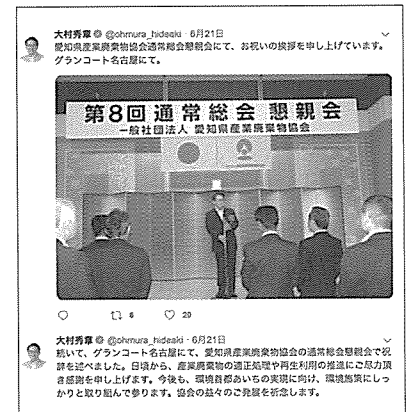 大村秀章 @ohmura_hideaki・6月21日
愛知県産業廃棄物協会通常総会懇親会にて、お祝いの挨拶を申し上げています。
グランコート名古屋にて。
第8回通常総会 懇親会
一般社団法人 愛知県産業廃棄物協会
6
20
大村秀章 @ohmura_hideaki・6月21日
続いて、グランコート名古屋にて、愛知県産業廃棄物協会の通常総会懇親会で祝
辞を述べました。日頃から、産業廃棄物の適正処理や再生利用の推進にご尽力頂
き感謝を申し上げます。今後も、環境首都あいちの実現に向け、環境施策にしっ
かりと取り組んで参ります。協会の益々のご発展を祈念します。